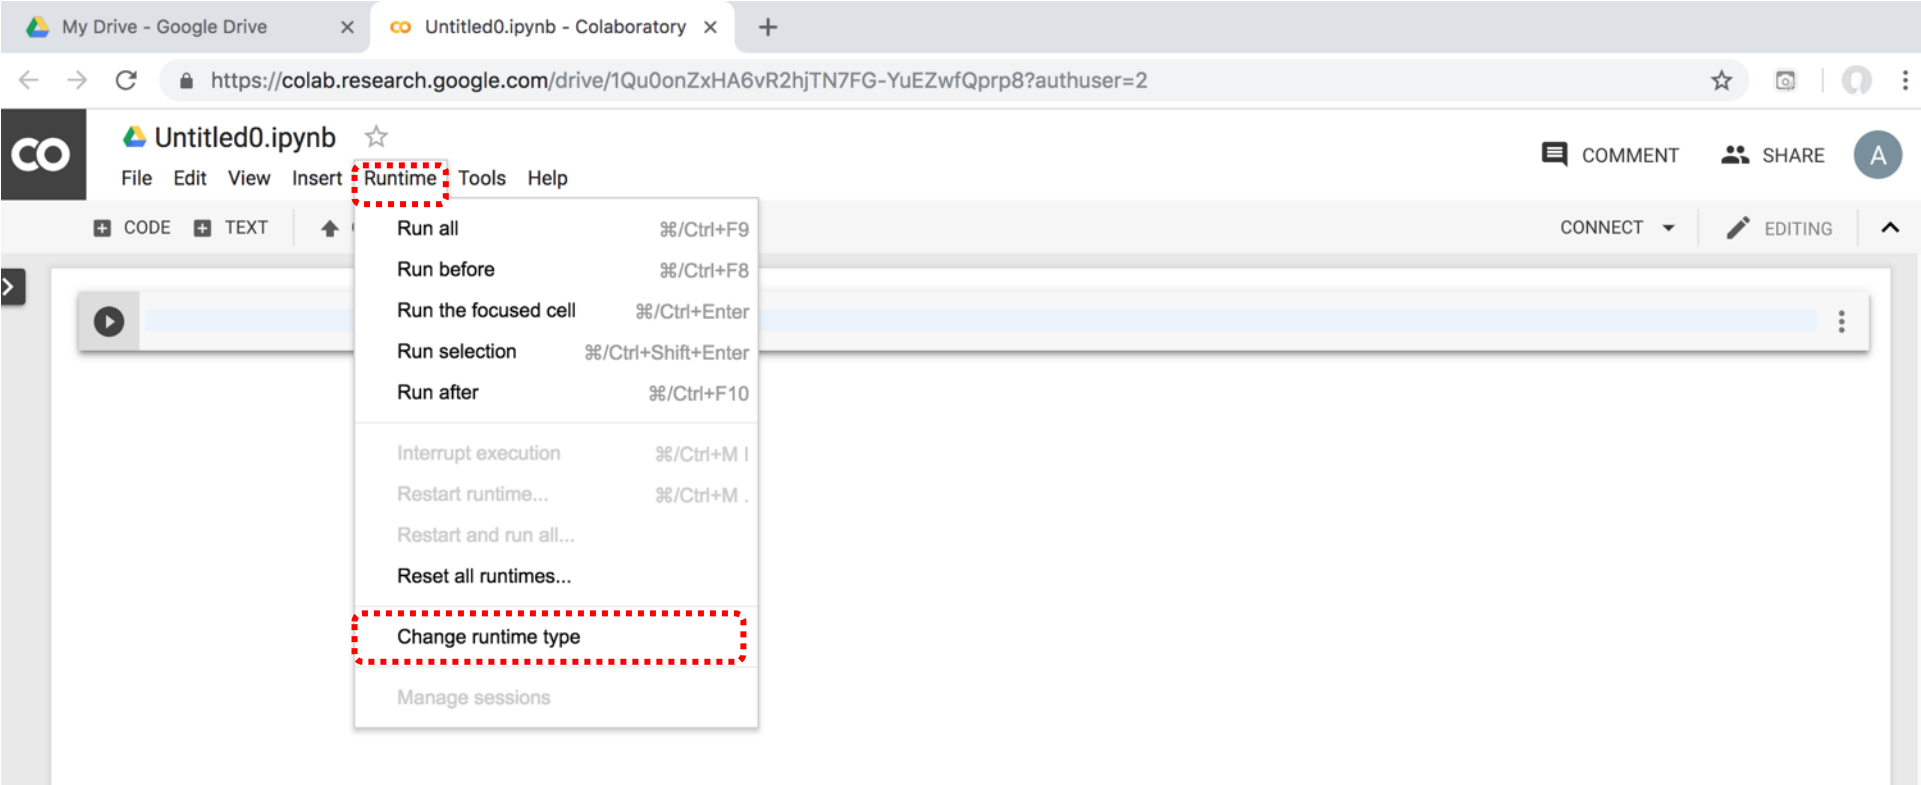 My Drive - Google Drive
Untitled0.ipynb - Colaboratory
https://colab.research.google.com/drive/1Qu0onZxHA6vR2hjTN7FG-YuEZwfQprp8?authuser=2
CO
Untitled0.ipynb
COMMENT SHARE A
File Edit View Insert Runtime Tools Help
CODE TEXT
CONNECT EDITING
Run all ⌘/Ctrl+F9
Run before ⌘/Ctrl+F8
Run the focused cell ⌘/Ctrl+Enter
Run selection ⌘/Ctrl+Shift+Enter
Run after ⌘/Ctrl+F10
Interrupt execution ⌘/Ctrl+M I
Restart runtime... ⌘/Ctrl+M .
Restart and run all...
Reset all runtimes...
Change runtime type
Manage sessions